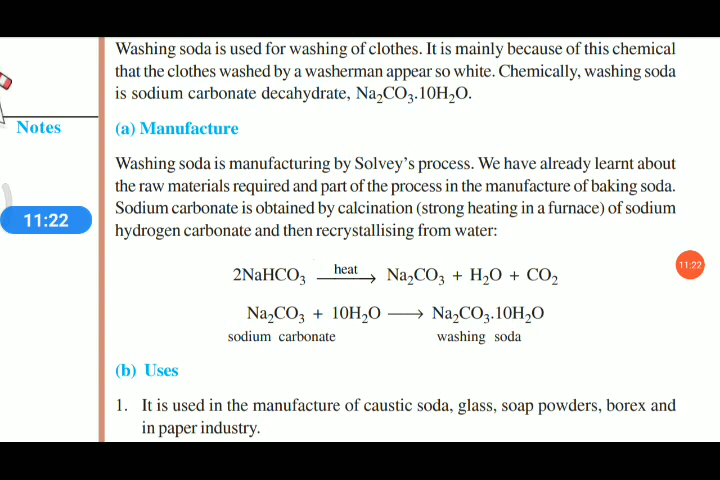 Washing soda is used for washing of clothes. It is mainly because of this chemical
that the clothes washed by a washerman appear so white. Chemically, washing soda
is sodium carbonate decahydrate, Na₂CO₃.10H₂O.
Notes
(a) Manufacture
Washing soda is manufacturing by Solvey's process. We have already learnt about
the raw materials required and part of the process in the manufacture of baking soda.
Sodium carbonate is obtained by calcination (strong heating in a furnace) of sodium
hydrogen carbonate and then recrystallising from water:
11:22
11:22
2NaHCO₃ heat⟶ Na₂CO₃ + H₂O + CO₂
Na₂CO₃ + 10H₂O ⟶ Na₂CO₃.10H₂O
sodium carbonate washing soda
(b) Uses
1. It is used in the manufacture of caustic soda, glass, soap powders, borex and
in paper industry.